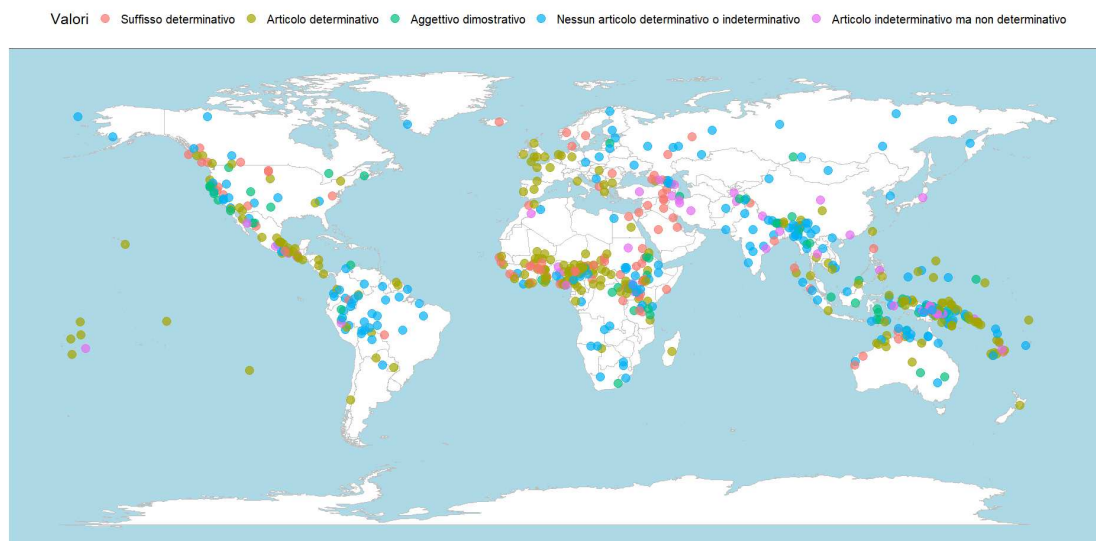 Valori Suffisso determinativo Articolo determinativo Aggettivo dimostrativo Nessun articolo determinativo o indeterminativo Articolo indeterminativo ma non determinativo